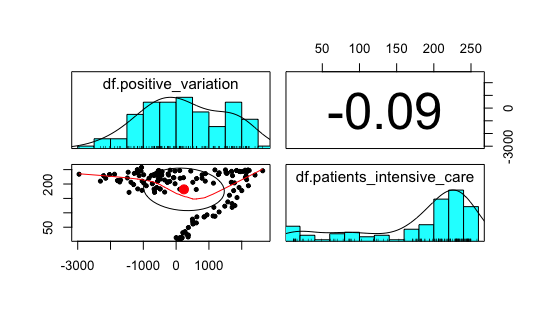 50 100 150 200 250
df.positive_variation
-0.09
-3000 0
df.patients_intensive_care
50 200
-3000 -1000 0 1000